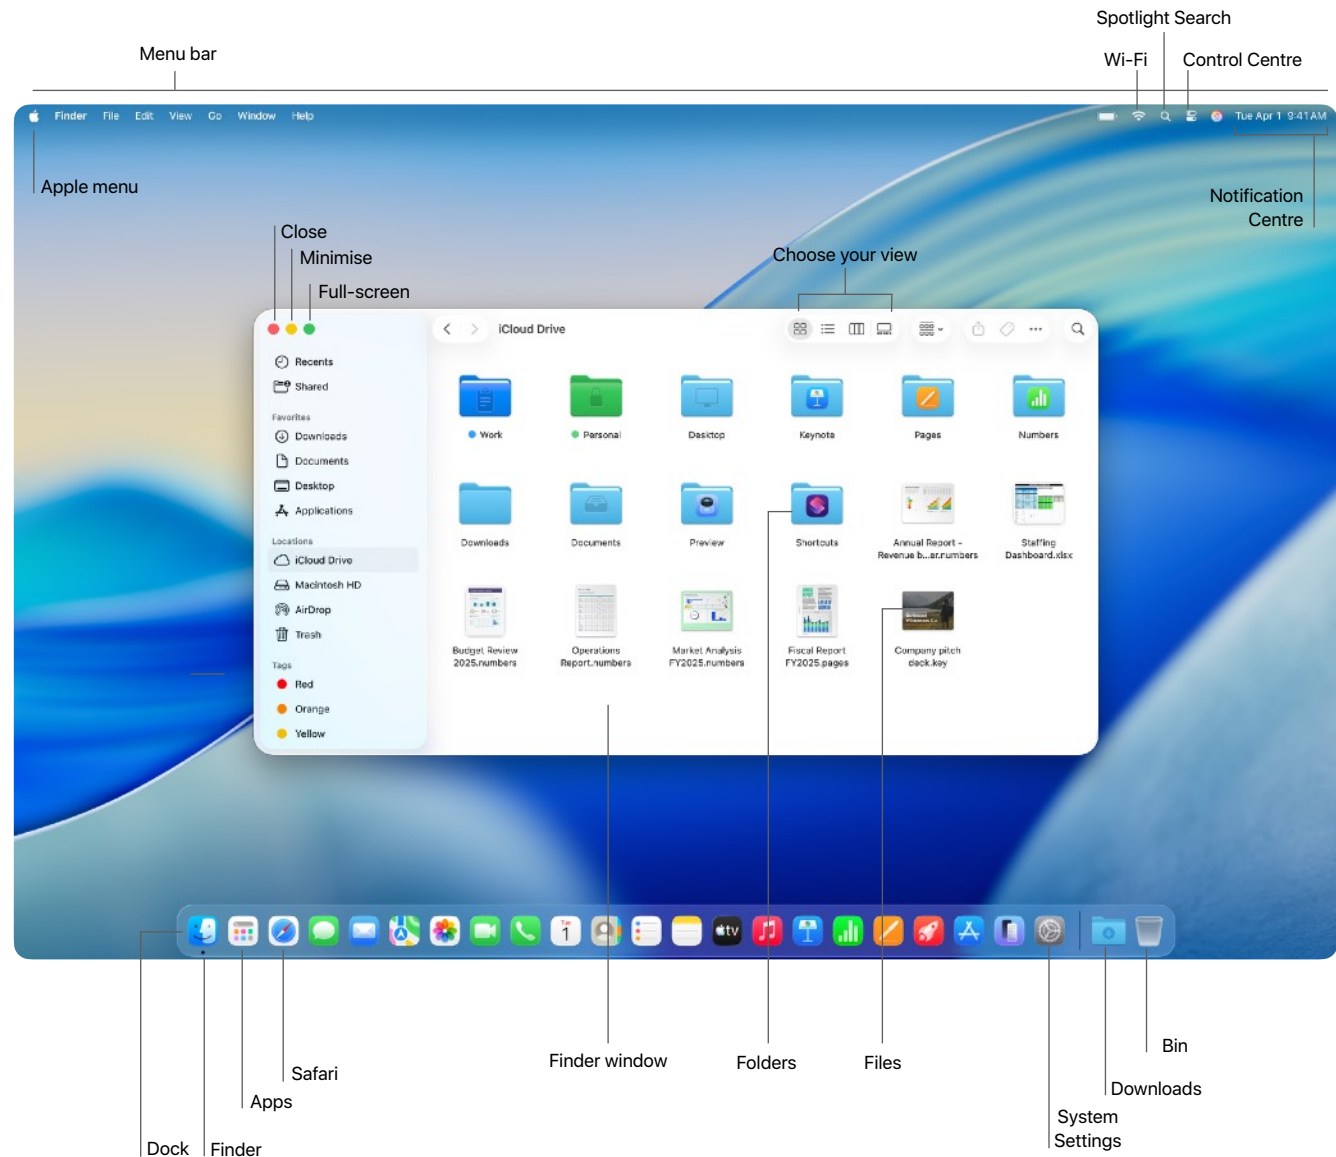 Spotlight Search
Menu bar
Wi-Fi
Control Centre
Finder File Edit View Go Window Help
Tue Apr 1 9:41 AM
Apple menu
Notification
Centre
Close
Minimise
Full-screen
Choose your view
iCloud Drive
Recents
Shared
Favorites
Downloads
Documents
Desktop
Applications
Locations
iCloud Drive
Macintosh HD
AirDrop
Trash
Tags
Red
Orange
Yellow
Work
Personal
Desktop
Keynote
Pages
Numbers
Downloads
Documents
Preview
Shortcuts
Annual Report –
Revenue b...er.numbers
Staffing
Dashboard.xlsx
Budget Review
2025.numbers
Operations
Report.numbers
Market Analysis
FY2025.numbers
Fiscal Report
FY2025.pages
Company pitch
deck.key
Tue
1
tv
Finder window
Folders
Files
Bin
Safari
Downloads
Apps
System
Settings
Dock
Finder